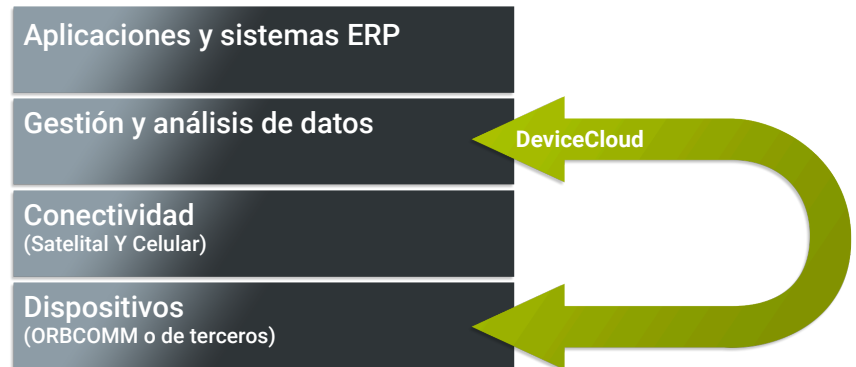 Aplicaciones y sistemas ERP
Gestión y análisis de datos
DeviceCloud
Conectividad
(Satelital Y Celular)
Dispositivos
(ORBCOMM o de terceros)